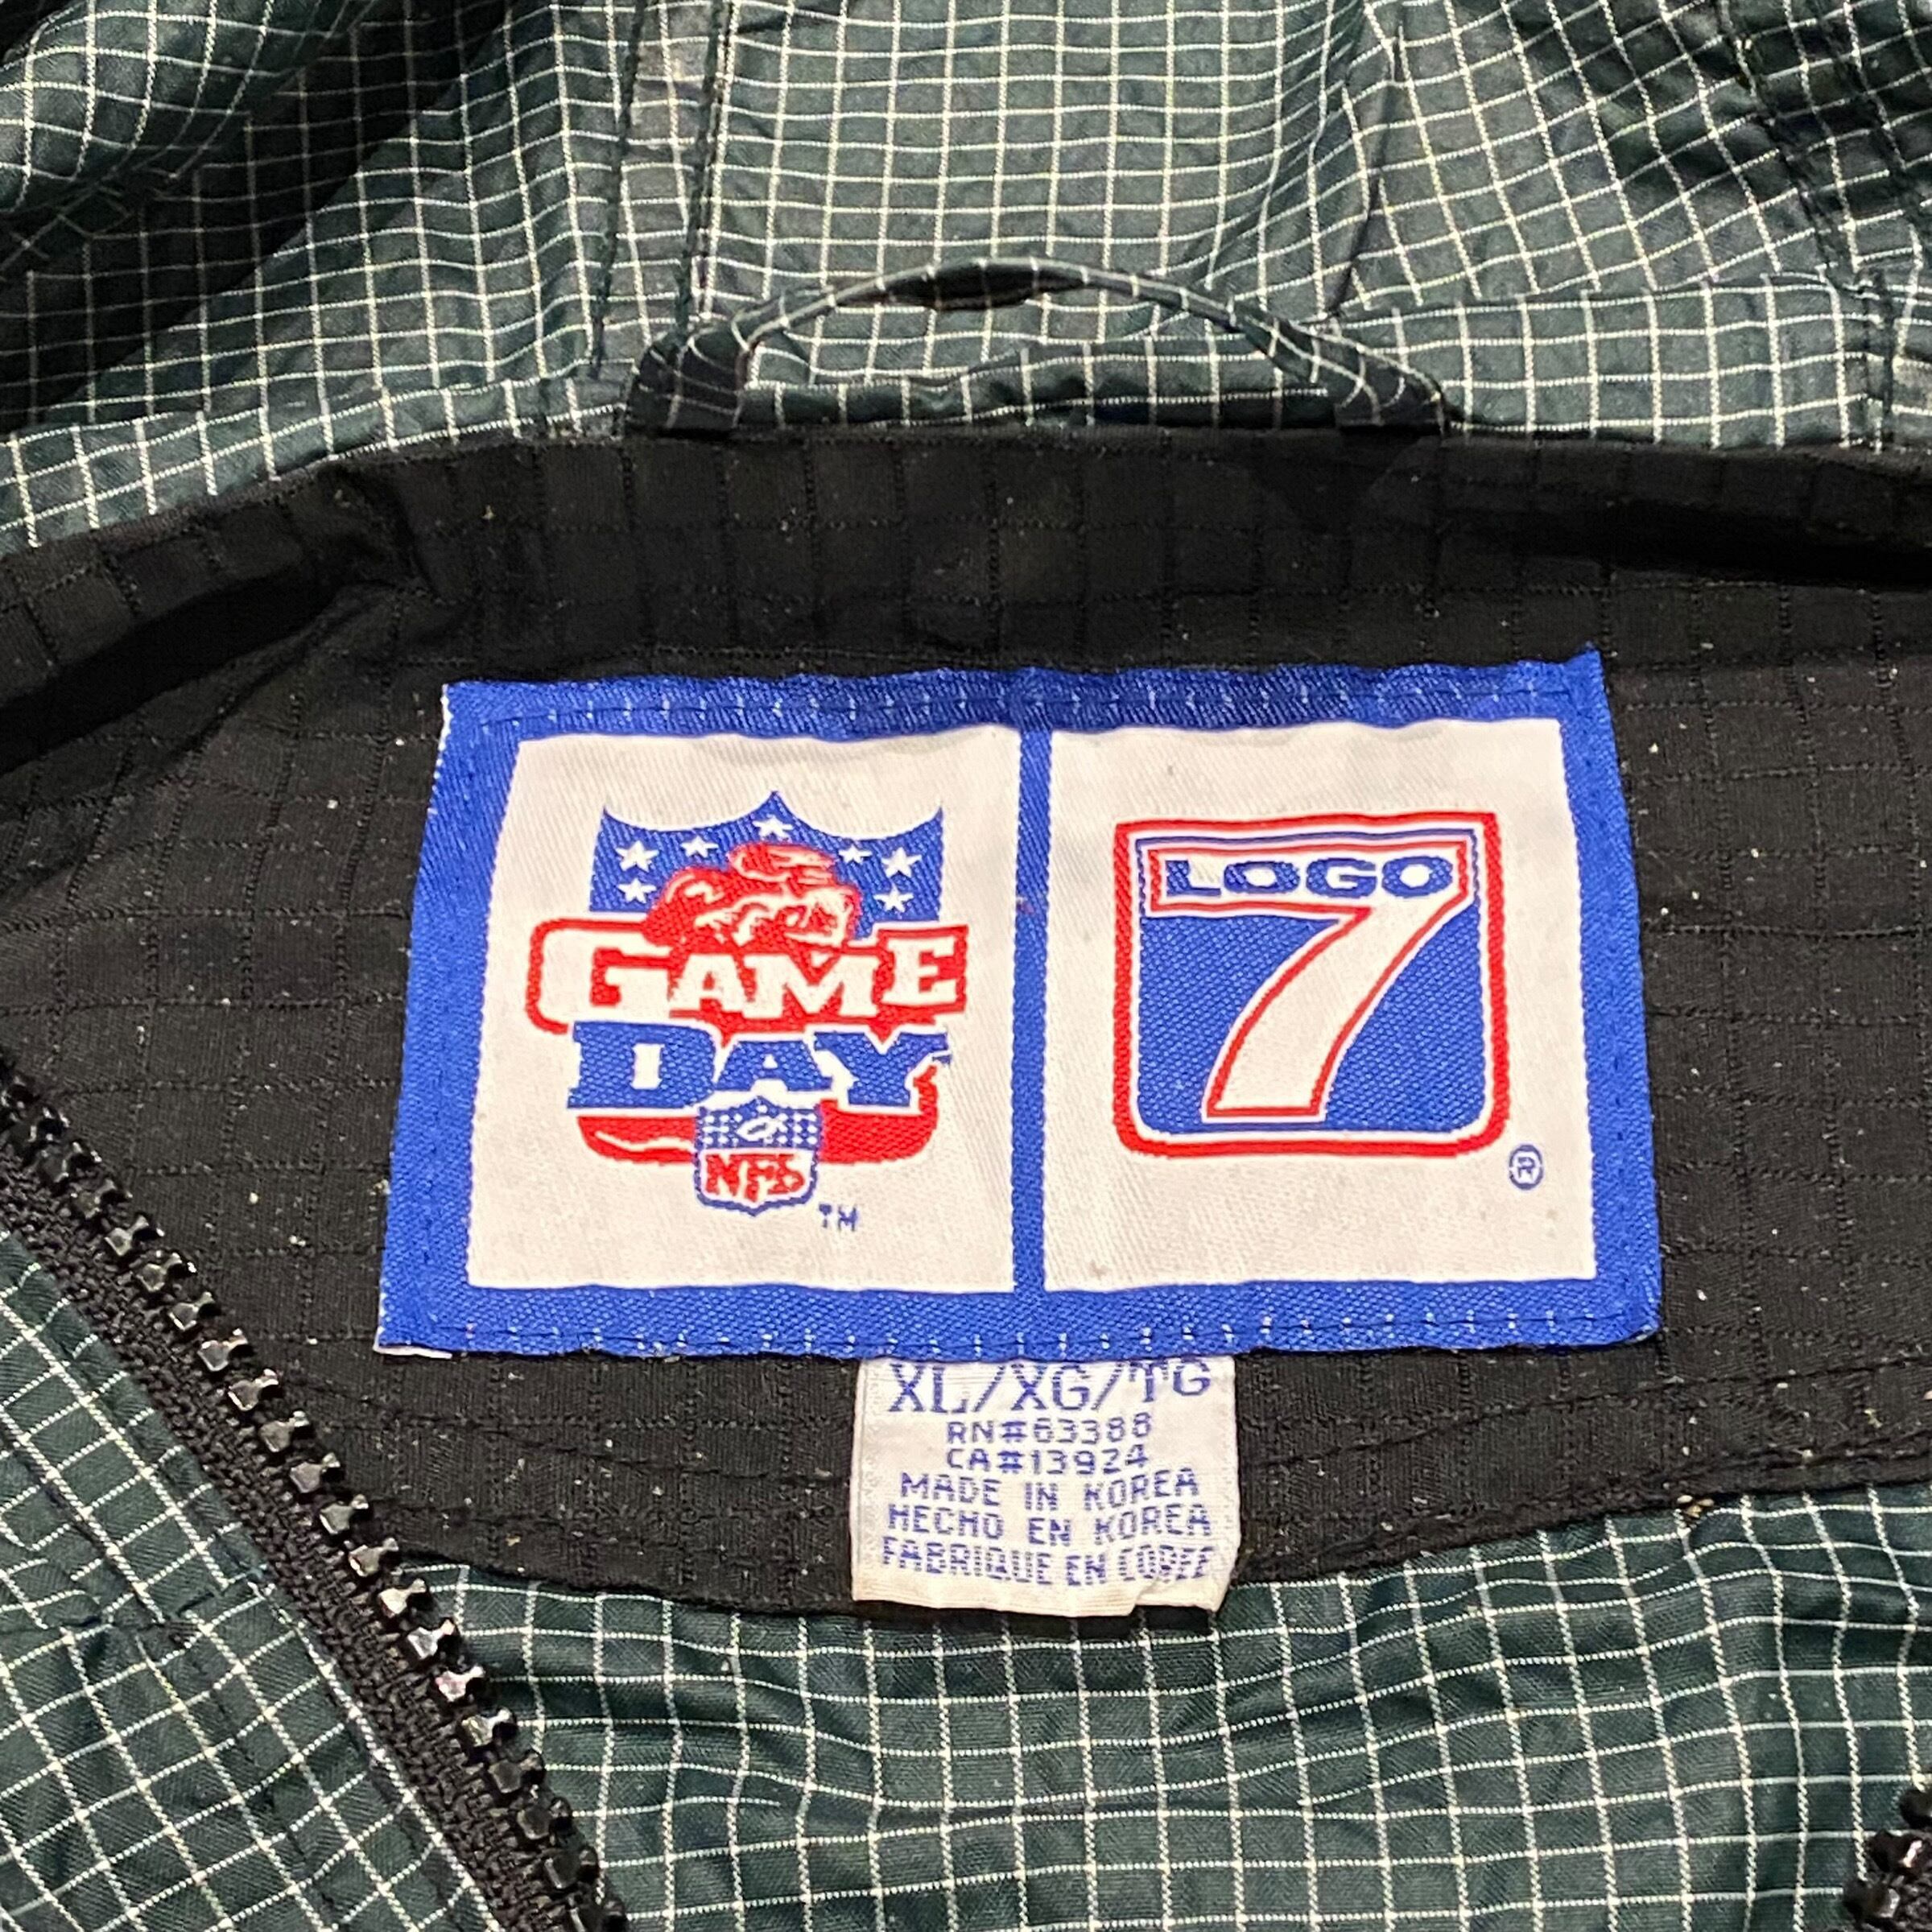 GAME
DAY
NFL
TM
LOGO
7
®
XL/XG/TG
RN#63388
CA#13924
MADE IN KOREA
HECHO EN KOREA
FABRIQUE EN COREE